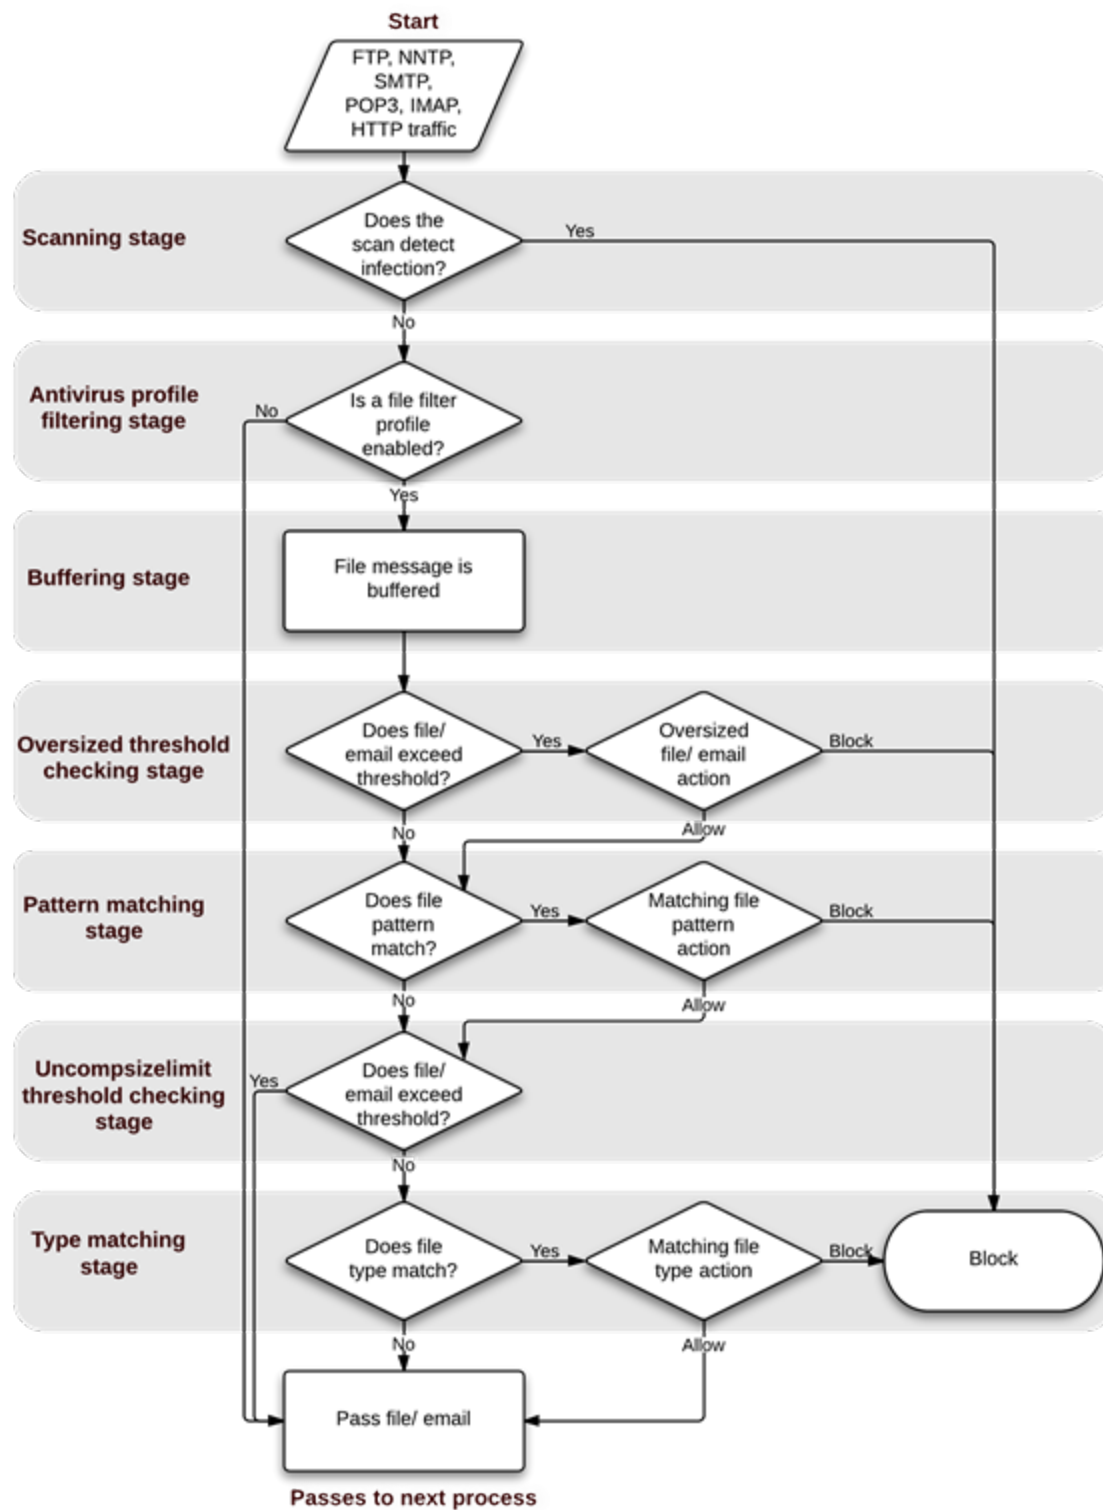 Start
FTP, NNTP,
SMTP,
POP3, IMAP,
HTTP traffic
Scanning stage
Does the
scan detect
infection?
Yes
No
Antivirus profile
filtering stage
No
Is a file filter
profile
enabled?
Yes
Buffering stage
File message is
buffered
Oversized threshold
checking stage
Does file/
email exceed
threshold?
Yes
Oversized
file/ email
action
Block
No
Allow
Pattern matching
stage
Does file
pattern
match?
Yes
Matching file
pattern
action
Block
No
Allow
Uncompsizelimit
threshold checking
stage
Yes
Does file/
email exceed
threshold?
No
Type matching
stage
Does file
type match?
Yes
Matching file
type action
Block
Block
No
Allow
Pass file/ email
Passes to next process